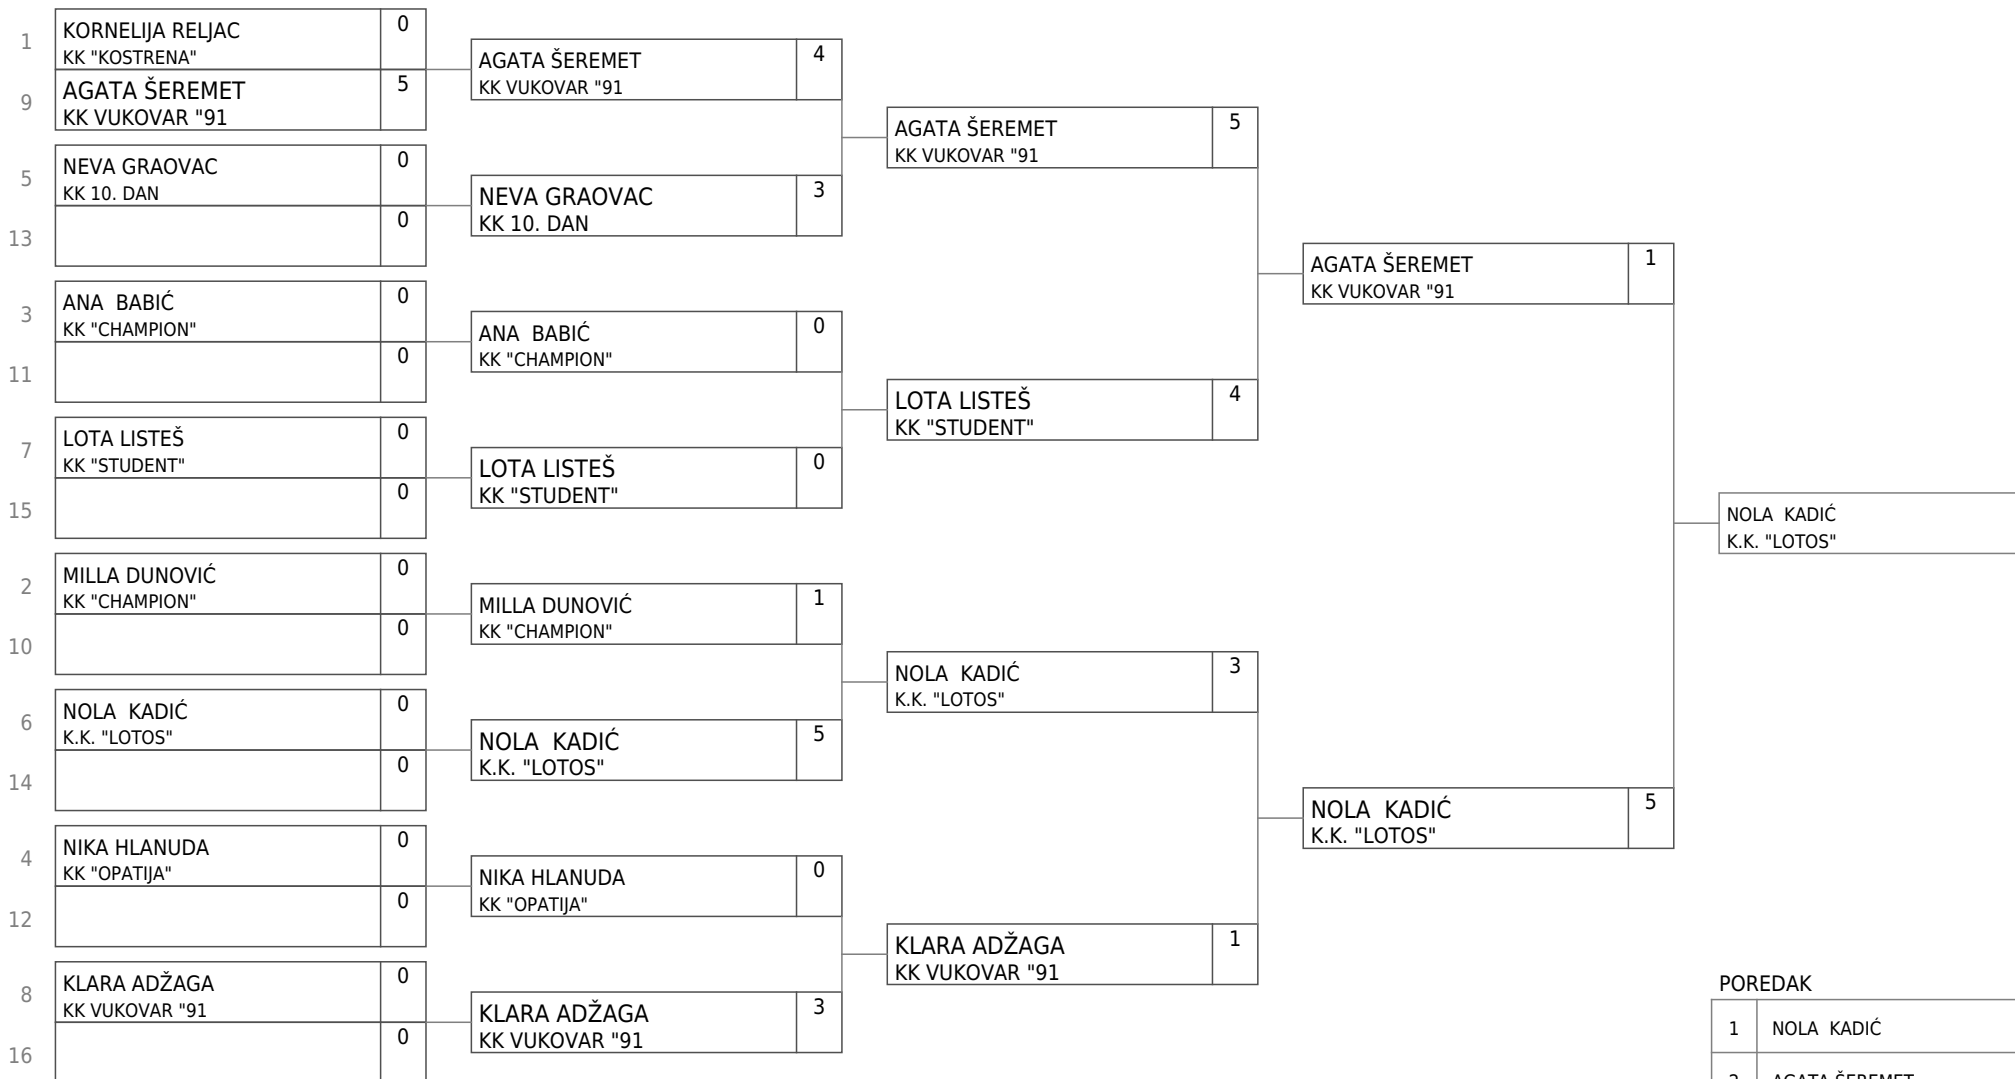 1
KORNELIJA RELJAC
0
KK "KOSTRENA"
9
AGATA ŠEREMET
5
KK VUKOVAR "91
5
NEVA GRAOVAC
0
KK 10. DAN
13
0
3
ANA  BABIĆ
0
KK "CHAMPION"
11
0
7
LOTA LISTEŠ
0
KK "STUDENT"
15
0
2
MILLA DUNOVIĆ
0
KK "CHAMPION"
10
0
6
NOLA  KADIĆ
0
K.K. "LOTOS"
14
0
4
NIKA HLANUDA
0
KK "OPATIJA"
12
0
8
KLARA ADŽAGA
0
KK VUKOVAR "91
16
0
AGATA ŠEREMET
4
KK VUKOVAR "91
NEVA GRAOVAC
3
KK 10. DAN
ANA  BABIĆ
0
KK "CHAMPION"
LOTA LISTEŠ
0
KK "STUDENT"
MILLA DUNOVIĆ
1
KK "CHAMPION"
NOLA  KADIĆ
5
K.K. "LOTOS"
NIKA HLANUDA
0
KK "OPATIJA"
KLARA ADŽAGA
3
KK VUKOVAR "91
AGATA ŠEREMET
5
KK VUKOVAR "91
LOTA LISTEŠ
4
KK "STUDENT"
NOLA  KADIĆ
3
K.K. "LOTOS"
KLARA ADŽAGA
1
KK VUKOVAR "91
AGATA ŠEREMET
1
KK VUKOVAR "91
NOLA  KADIĆ
5
K.K. "LOTOS"
NOLA  KADIĆ
K.K. "LOTOS"
POREDAK
1 NOLA  KADIĆ
2 AGATA ŠEREMET